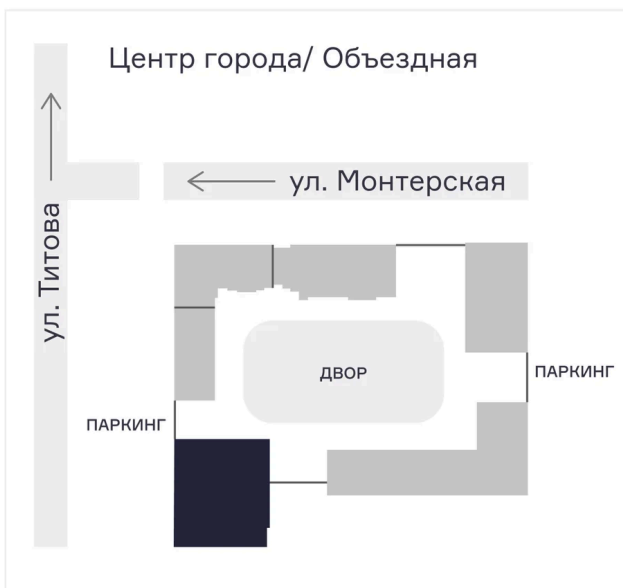 Центр города/ Объездная
ул. Монтерская
ул. Титова
ДВОР
ПАРКИНГ
ПАРКИНГ